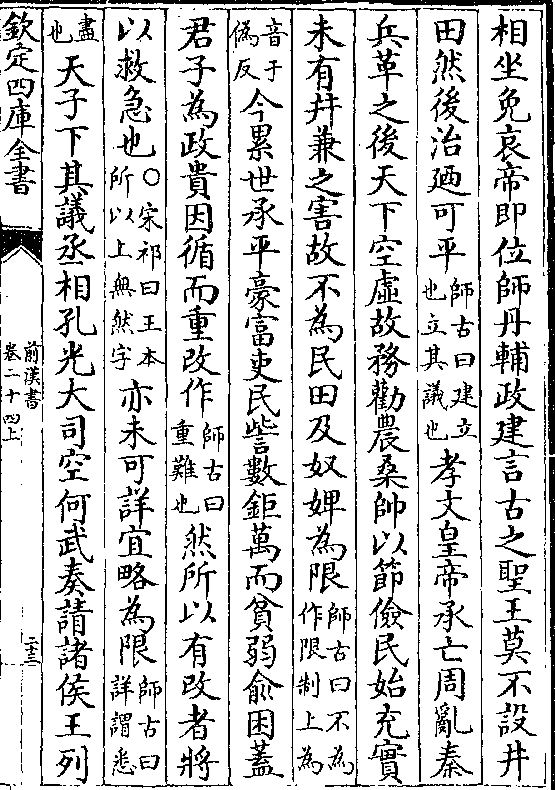 相坐免哀帝即位師丹輔政建言古之聖王莫不設井
田然後治廼可平師古曰建立也立其議也孝文皇帝承亡周亂秦
兵革之後天下空虛故務勸農桑帥以節儉民始充實
未有并兼之害故不為民田及奴婢為限師古曰不為作限制上為
音于偽反今累世承平豪富吏民訾數鉅萬而貧弱俞困蓋
君子為政貴因循而重改作師古曰重難也然所以有改者將
以救急也○宋祁曰王本所以上無然字亦未可詳宜略為限師古曰詳謂悉
盡也天子下其議丞相孔光大司空何武奏請諸侯王列
欽定四庫全書
前漢書
卷二十四上
二十三